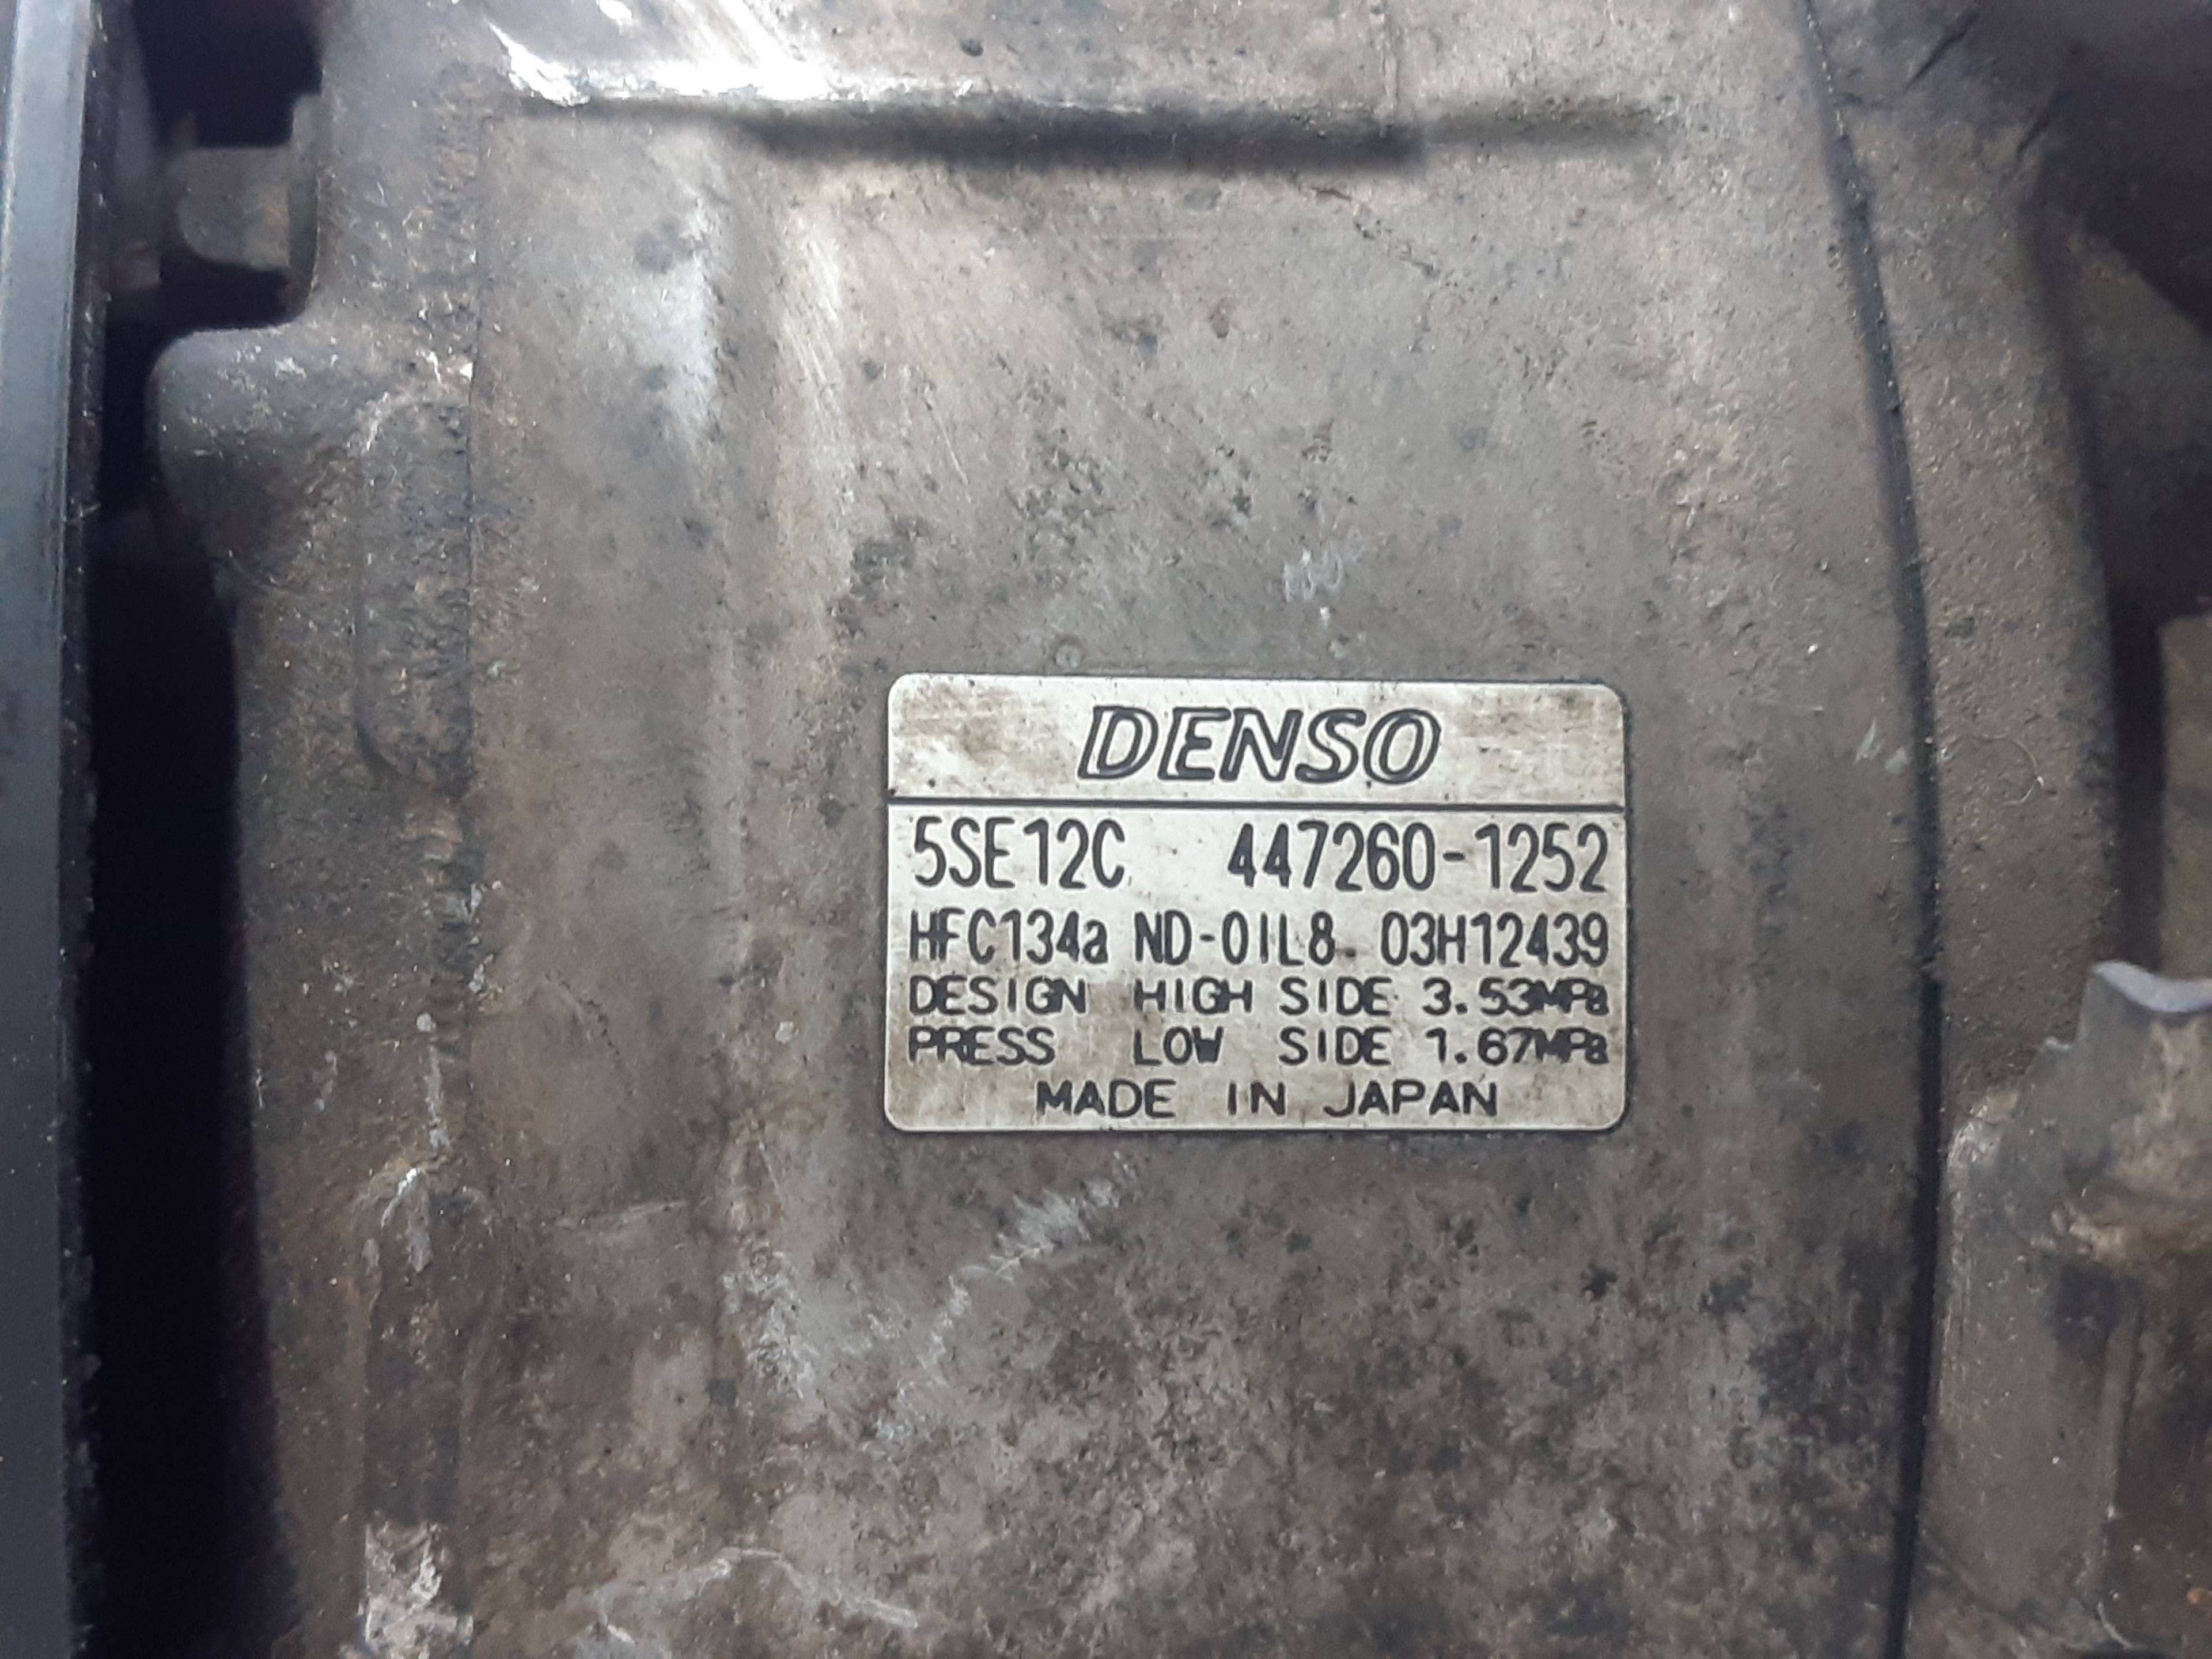 DENSO
5SE12C 447260-1252
HFC134a ND-OIL8 03H12439
DESIGN HIGH SIDE 3.53MPa
PRESS LOW SIDE 1.67MPa
MADE IN JAPAN